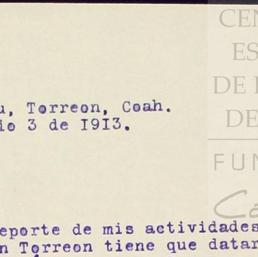 u, Torreon, Coah.
io 3 de I9I3.
eporte de mis actividades
n Torreon tiene que datar
CEN
ES
DE
DE
FUN
Ca